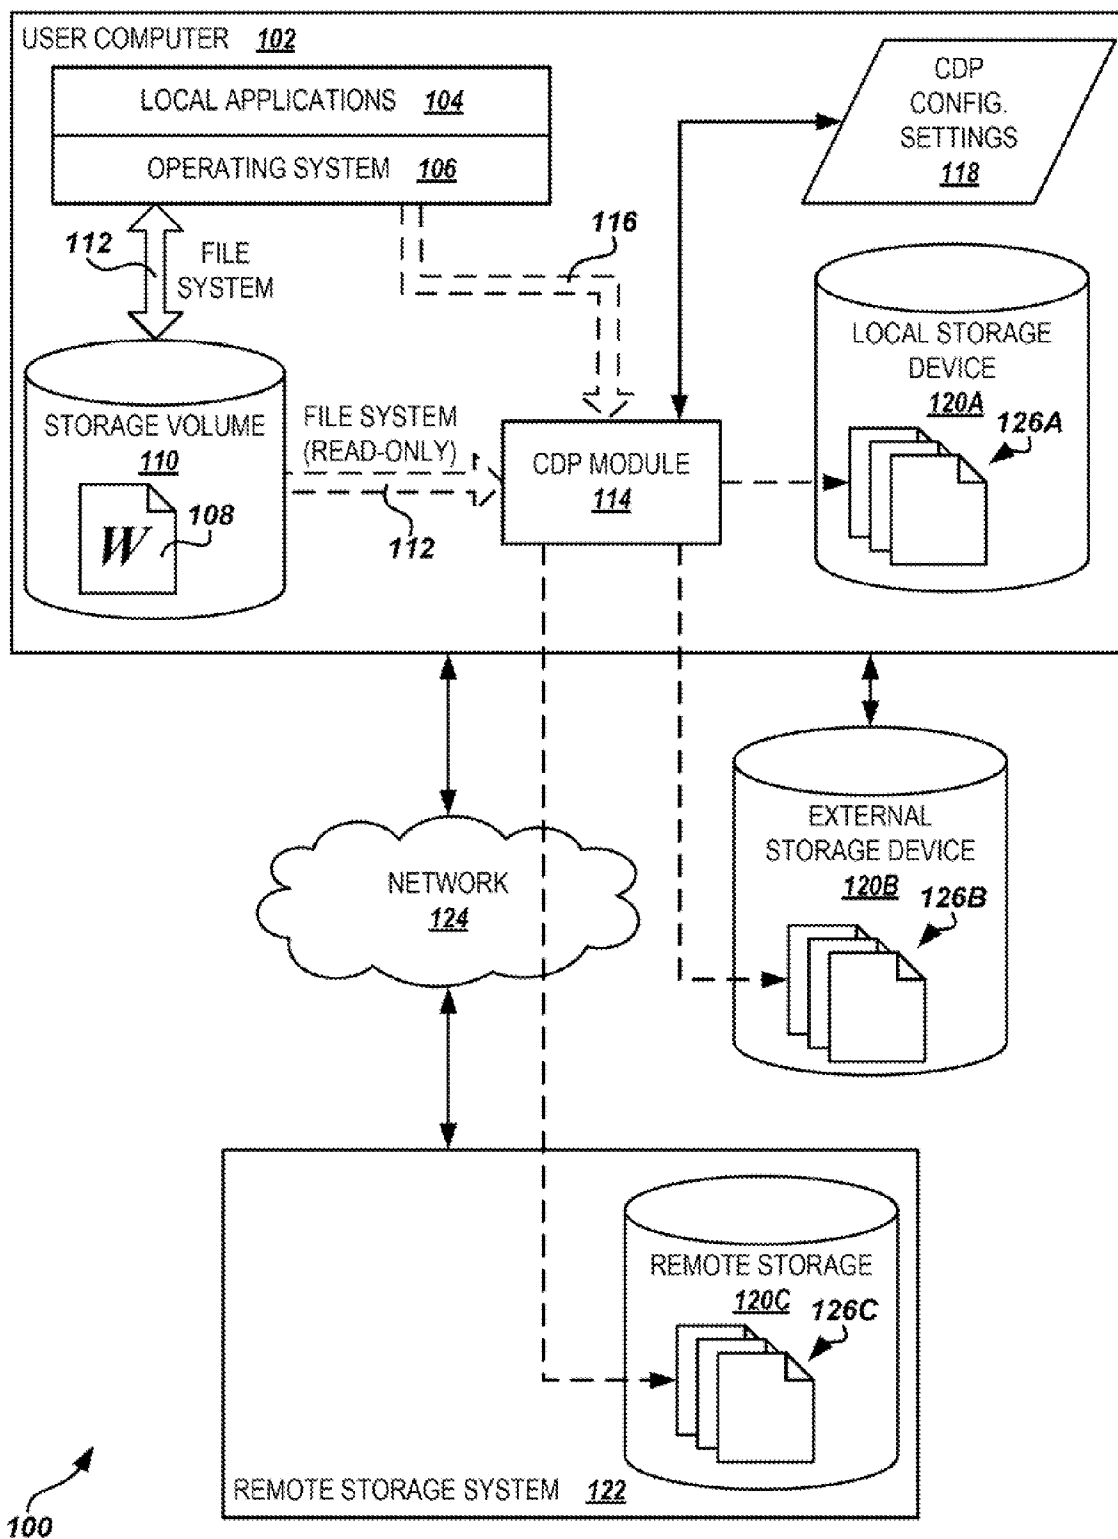 USER COMPUTER 102
LOCAL APPLICATIONS 104
OPERATING SYSTEM 106
CDP
CONFIG.
SETTINGS
118
112
FILE
SYSTEM
116
STORAGE VOLUME
110
W
108
FILE SYSTEM
(READ-ONLY)
112
CDP MODULE
114
LOCAL STORAGE
DEVICE
120A
126A
NETWORK
124
EXTERNAL
STORAGE DEVICE
120B
126B
REMOTE STORAGE
120C
126C
REMOTE STORAGE SYSTEM 122
100